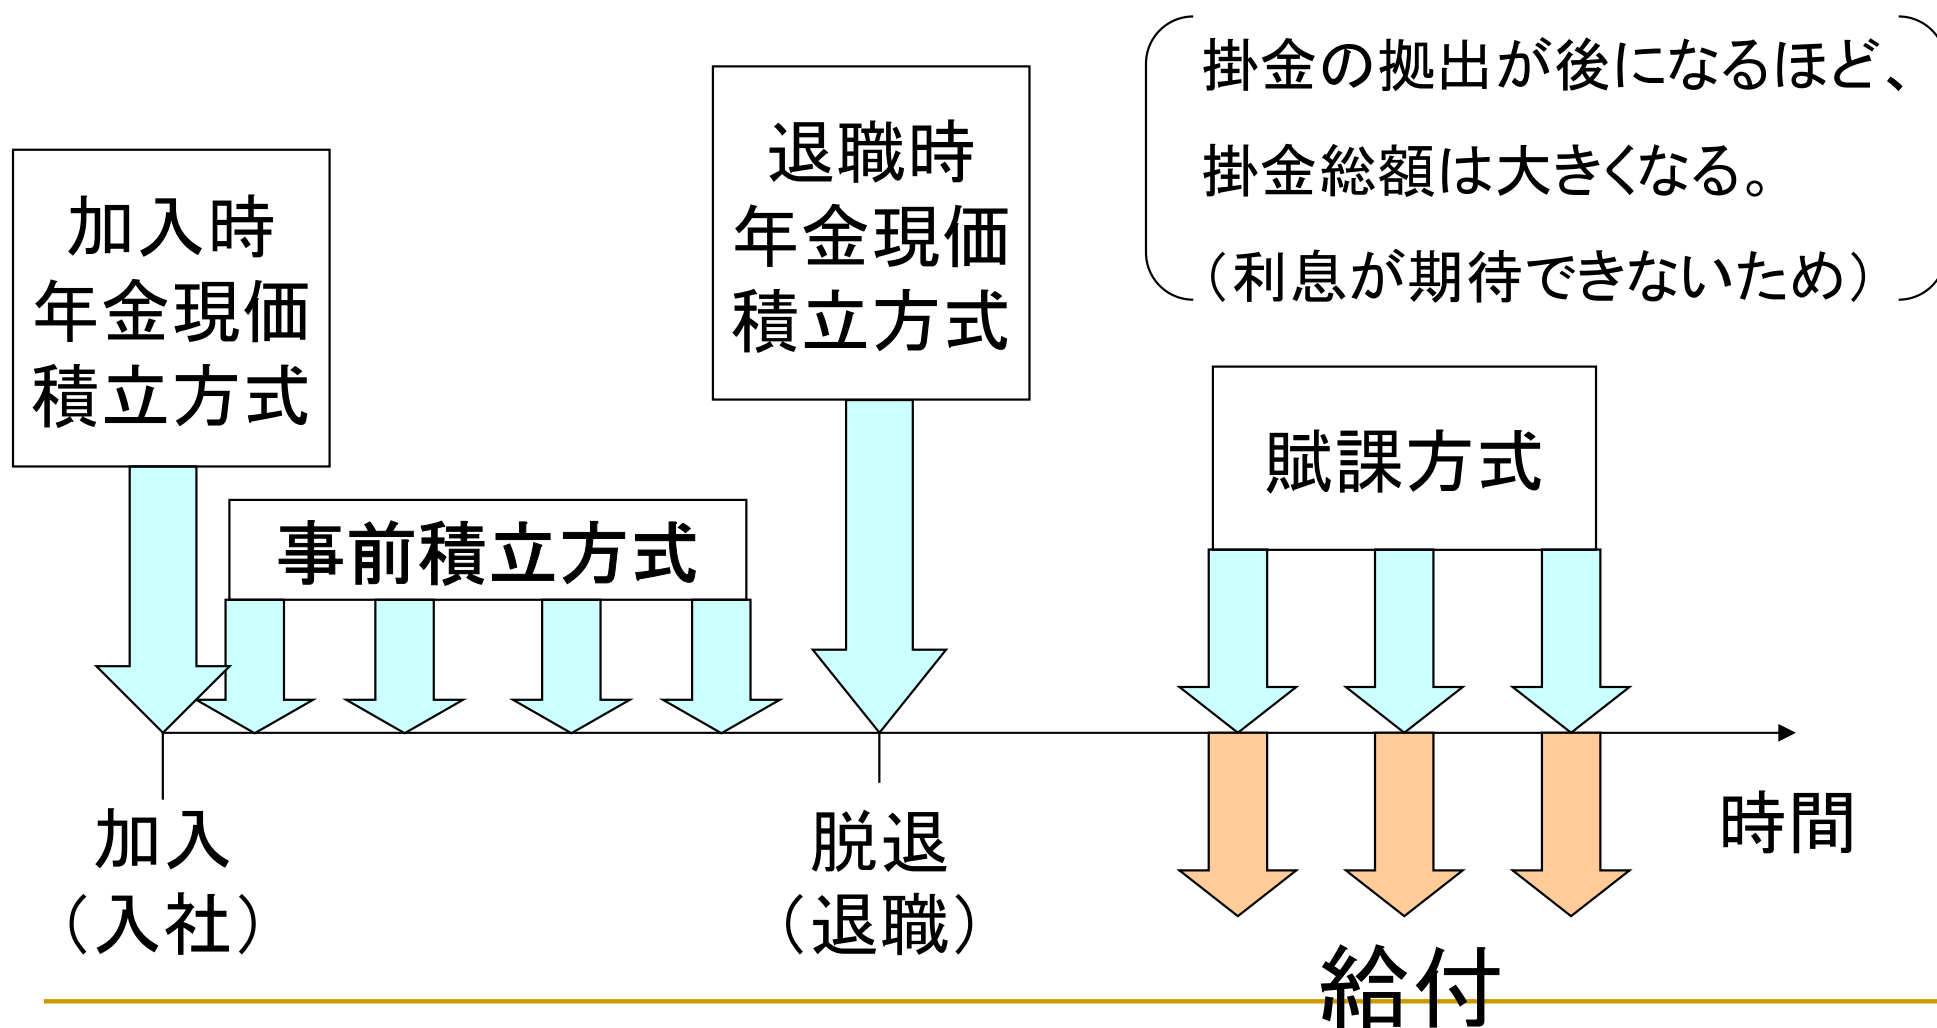 掛金の拠出が後になるほど、
掛金総額は大きくなる。
（利息が期待できないため）
加入時
年金現価
積立方式
事前積立方式
退職時
年金現価
積立方式
賦課方式
加入
（入社）
脱退
（退職）
時間
給付